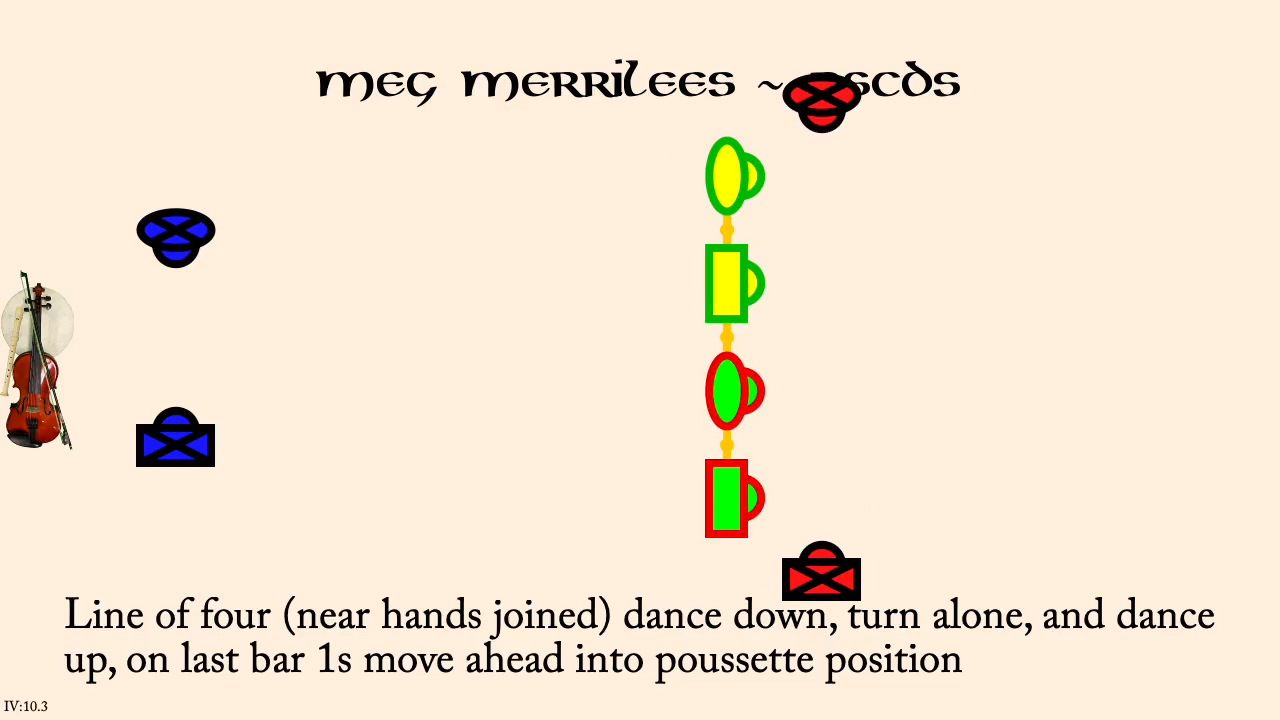 Meg Merrilees ~ RSCDS
Line of four (near hands joined) dance down, turn alone, and dance
up, on last bar 1s move ahead into poussette position
IV:10.3